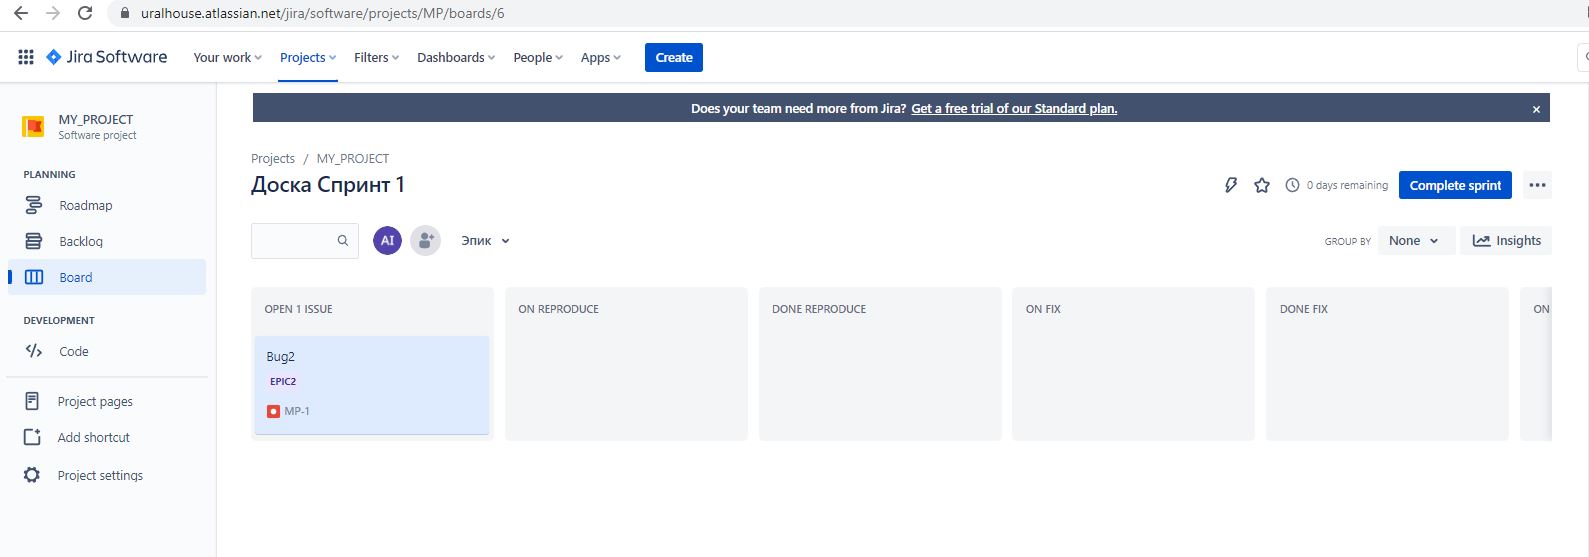 uralhouse.atlassian.net/jira/software/projects/MP/boards/6
Jira Software Your work Projects Filters Dashboards People Apps Create
Does your team need more from Jira? Get a free trial of our Standard plan.
MY_PROJECT
Software project
PLANNING
Roadmap
Backlog
Board
DEVELOPMENT
Code
Project pages
Add shortcut
Project settings
Projects / MY_PROJECT
Доска Спринт 1
0 days remaining Complete sprint
AI Эпик
GROUP BY None Insights
OPEN 1 ISSUE ON REPRODUCE DONE REPRODUCE ON FIX DONE FIX ON
Bug2
EPIC2
MP-1